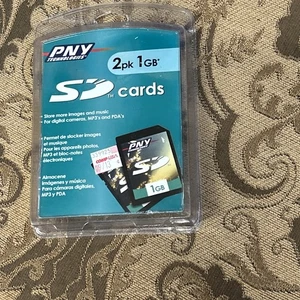 PNY
TECHNOLOGIES
2pk 1GB*
SD™ cards
- Store more images and music
- For digital cameras, MP3's and PDA's
- Permet de stocker images
et musique
Pour les appareils photos,
MP3 et bloc-notes
électroniques
- Almacene
imágenes y música
Para cámaras digitales,
MP3 y PDA
PNY
SD
1GB